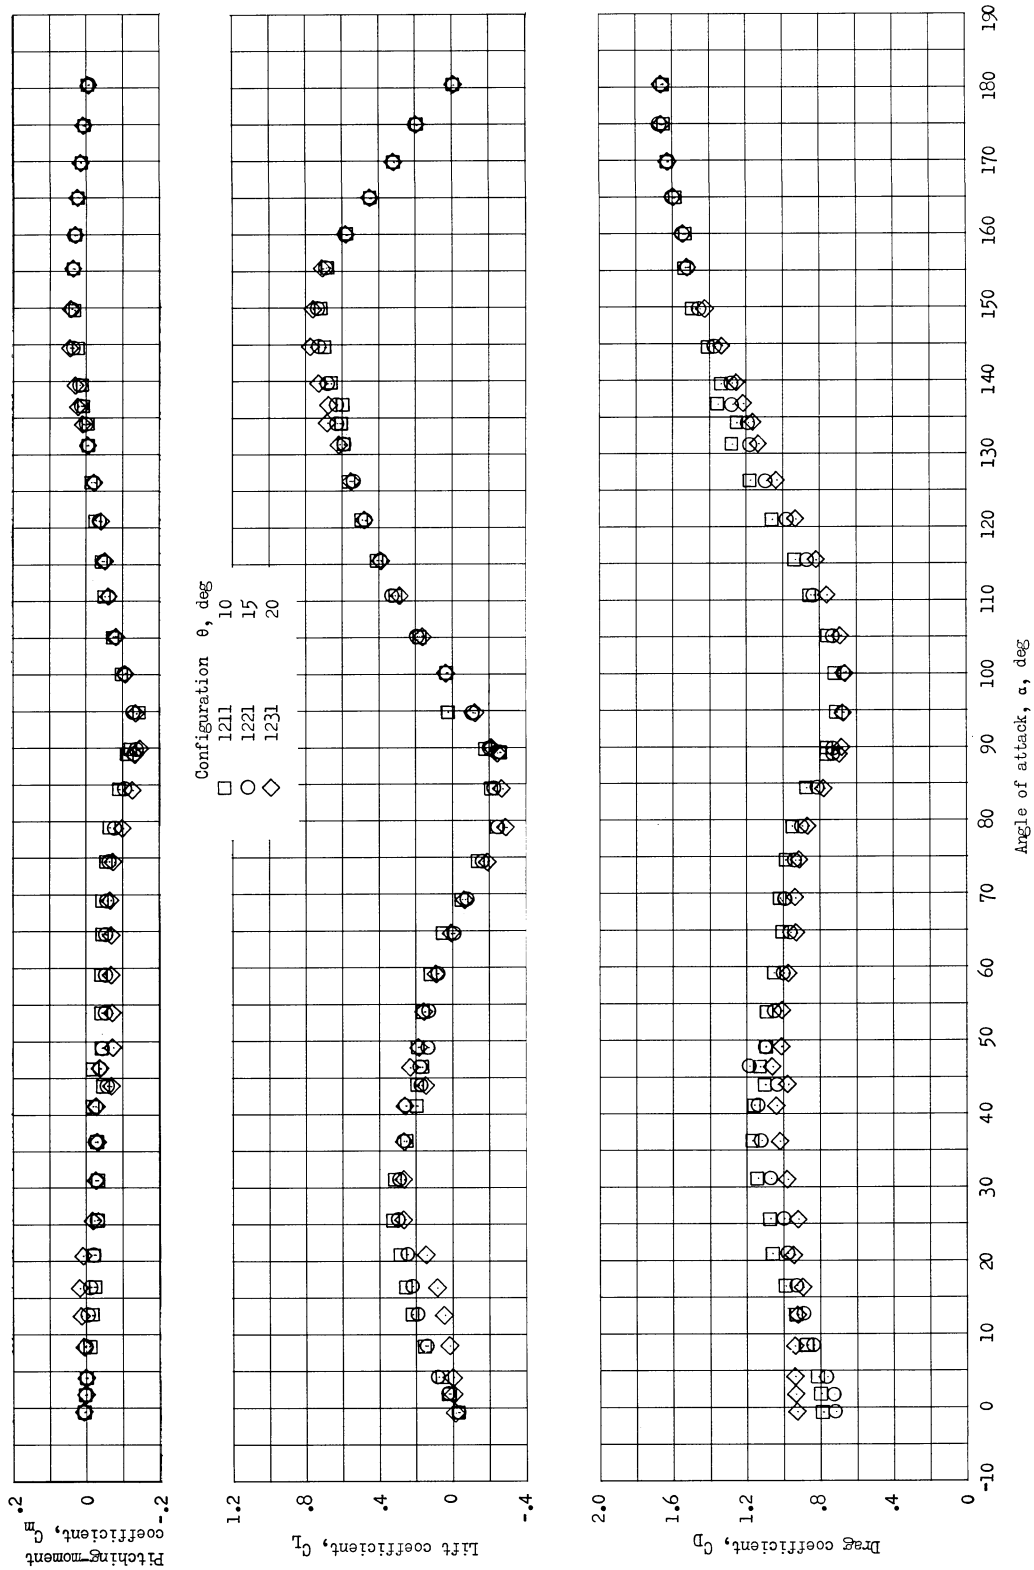 .2
0
-.2
Pitching-moment
coefficient, Cm
1.2
.8
.4
0
-.4
Lift coefficient, CL
Configuration θ, deg
□ 1211 10
○ 1221 15
◇ 1231 20
2.0
1.6
1.2
.8
.4
0
Drag coefficient, CD
-10 0 10 20 30 40 50 60 70 80 90 100 110 120 130 140 150 160 170 180 190
Angle of attack, α, deg